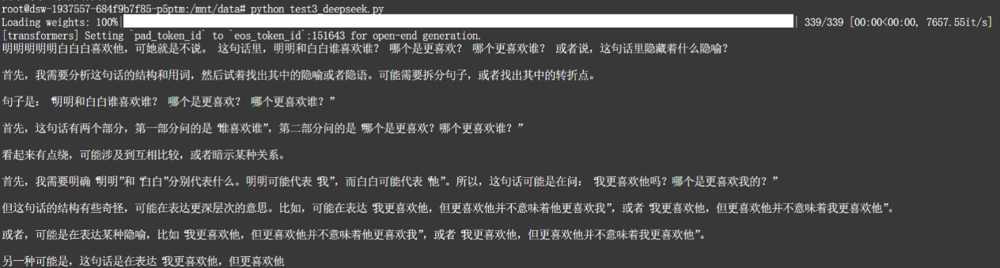 root@dsw-1937557-684f9b7f85-p5ptm:/mnt/data# python test3_deepseek.py
Loading weights: 100%| | 339/339 [00:00<00:00, 7657.55it/s]
[transformers] Setting `pad_token_id` to `eos_token_id`:151643 for open-end generation.
明明明明明白白白喜欢他，可她就是不说。 这句话里，明明和白白谁喜欢谁？ 哪个是更喜欢？ 哪个更喜欢谁？ 或者说，这句话里隐藏着什么隐喻？
首先，我需要分析这句话的结构和用词，然后试着找出其中的隐喻或者隐语。可能需要拆分句子，或者找出其中的转折点。
句子是：“明明和白白谁喜欢谁？ 哪个是更喜欢？ 哪个更喜欢谁？”
首先，这句话有两个部分，第一部分问的是“谁喜欢谁”，第二部分问的是“哪个是更喜欢？哪个更喜欢谁？”
看起来有点绕，可能涉及到互相比较，或者暗示某种关系。
首先，我需要明确“明明”和“白白”分别代表什么。明明可能代表“我”，而白白可能代表“他”。所以，这句话可能是在问：“我更喜欢他吗？哪个是更喜欢我的？”
但这句话的结构有些奇怪，可能在表达更深层次的意思。比如，可能在表达“我更喜欢他，但更喜欢他并不意味着他更喜欢我”，或者“我更喜欢他，但更喜欢他并不意味着我更喜欢他”。
或者，可能是在表达某种隐喻，比如“我更喜欢他，但更喜欢他并不意味着他更喜欢我”，或者“我更喜欢他，但更喜欢他并不意味着我更喜欢他”。
另一种可能是，这句话是在表达“我更喜欢他，但更喜欢他